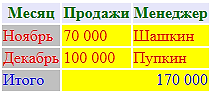 Месяц Продажи Менеджер
Ноябрь 70 000 Шашкин
Декабрь 100 000 Пупкин
Итого 170 000